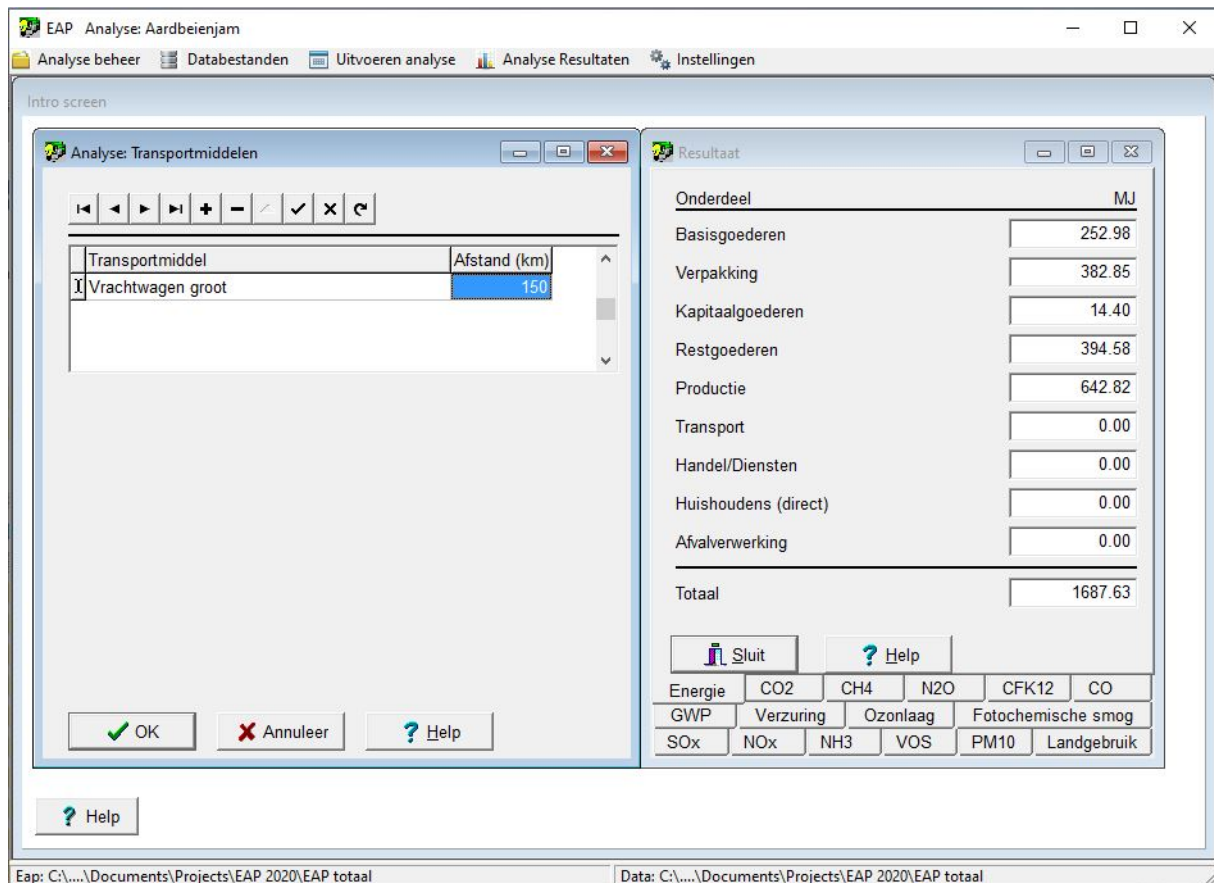 EAP Analyse: Aardbeienjam
Analyse beheer Databestanden Uitvoeren analyse Analyse Resultaten Instellingen
Intro screen
Analyse: Transportmiddelen
Transportmiddel Afstand (km)
Vrachtwagen groot 150
OK Annuleer ? Help
Resultaat
Onderdeel MJ
Basisgoederen 252.98
Verpakking 382.85
Kapitaalgoederen 14.40
Restgoederen 394.58
Productie 642.82
Transport 0.00
Handel/Diensten 0.00
Huishoudens (direct) 0.00
Afvalverwerking 0.00
Totaal 1687.63
Sluit ? Help
Energie CO2 CH4 N2O CFK12 CO
GWP Verzuring Ozonlaag Fotochemische smog
SOx NOx NH3 VOS PM10 Landgebruik
? Help
Eap: C:\....\Documents\Projects\EAP 2020\EAP totaal Data: C:\....\Documents\Projects\EAP 2020\EAP totaal